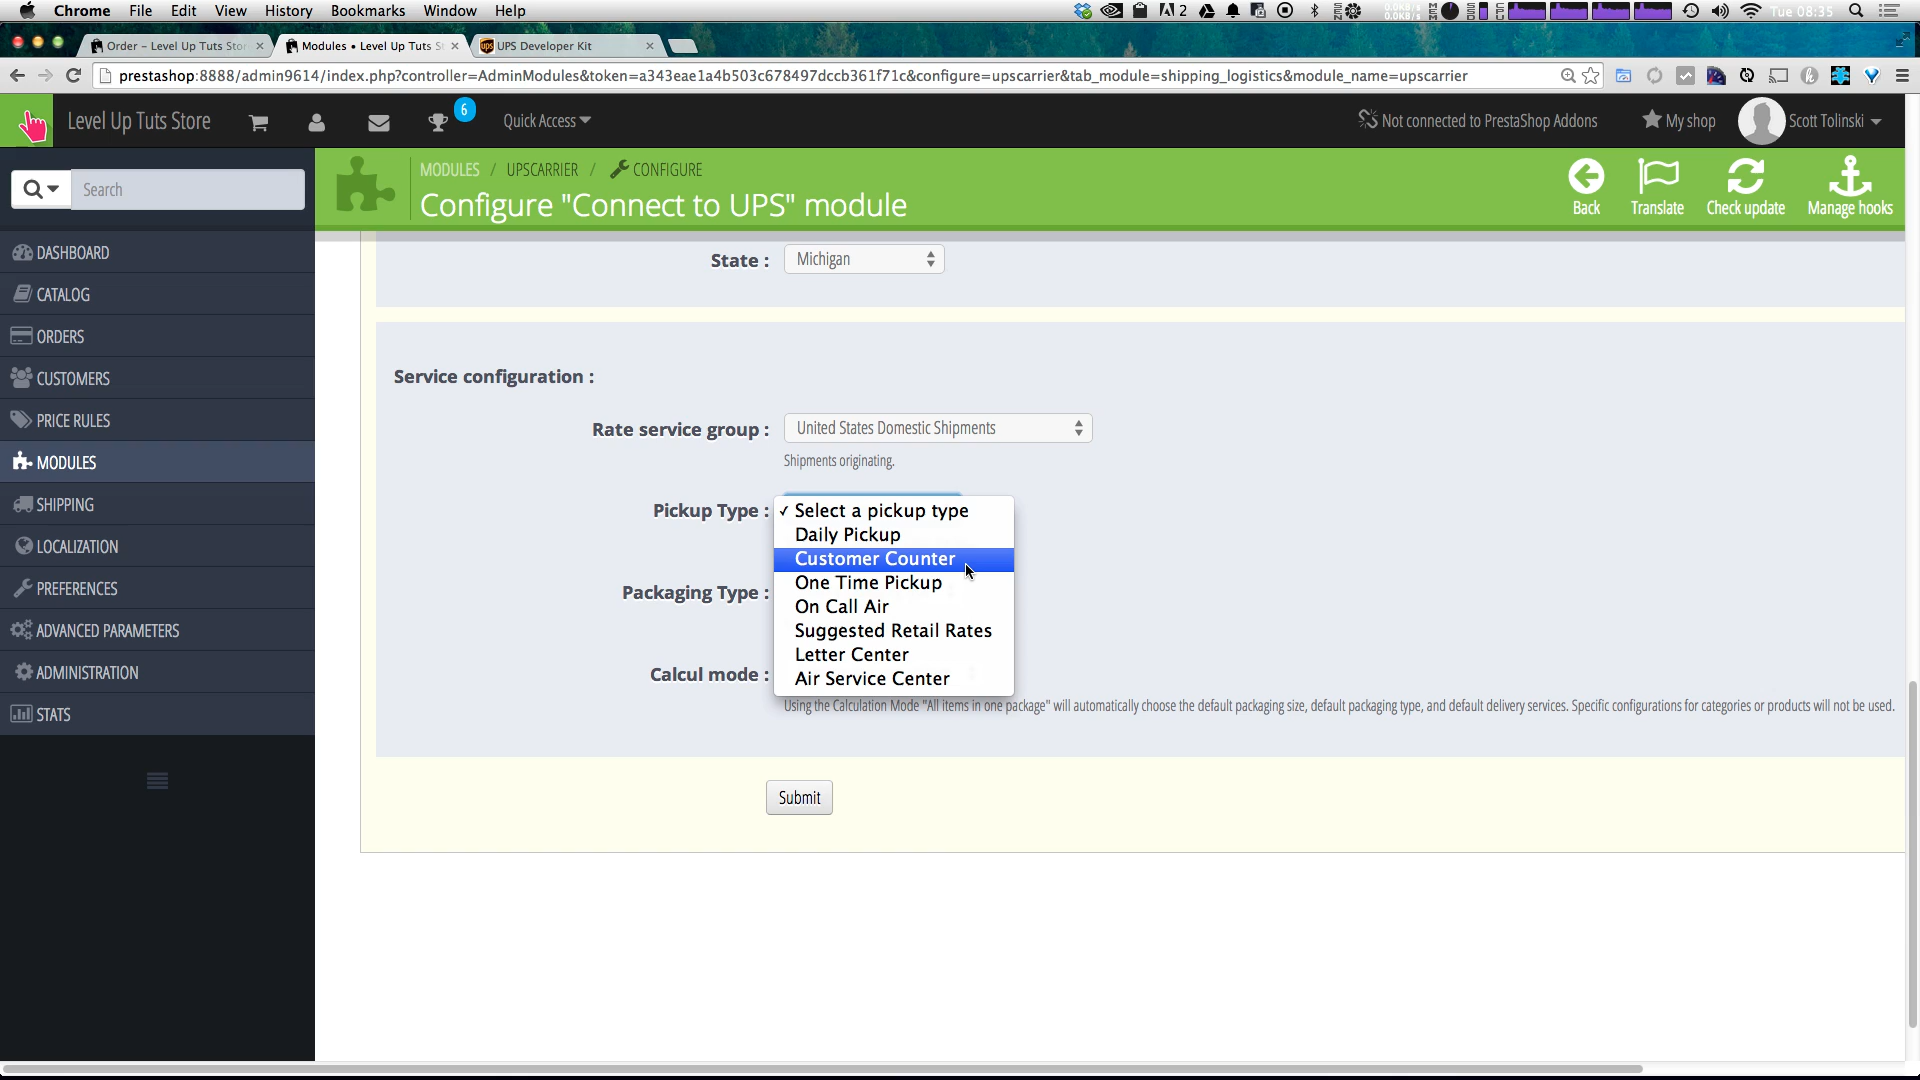 Chrome File Edit View History Bookmarks Window Help
2 Tue 08:35
Order – Level Up Tuts Stor
Modules • Level Up Tuts S
UPS Developer Kit
prestashop:8888/admin9614/index.php?controller=AdminModules&token=a343eae1a4b503c678497dccb361f71c&configure=upscarrier&tab_module=shipping_logistics&module_name=upscarrier
Level Up Tuts Store
6
Quick Access
Not connected to PrestaShop Addons
My shop
Scott Tolinski
Search
MODULES / UPSCARRIER / CONFIGURE
Configure "Connect to UPS" module
Back
Translate
Check update
Manage hooks
DASHBOARD
CATALOG
ORDERS
CUSTOMERS
PRICE RULES
MODULES
SHIPPING
LOCALIZATION
PREFERENCES
ADVANCED PARAMETERS
ADMINISTRATION
STATS
State : Michigan
Service configuration :
Rate service group : United States Domestic Shipments
Shipments originating.
Pickup Type : ✓ Select a pickup type
Daily Pickup
Customer Counter
One Time Pickup
Packaging Type :
On Call Air
Suggested Retail Rates
Letter Center
Calcul mode :
Air Service Center
Using the Calculation Mode "All items in one package" will automatically choose the default packaging size, default packaging type, and default delivery services. Specific configurations for categories or products will not be used.
Submit